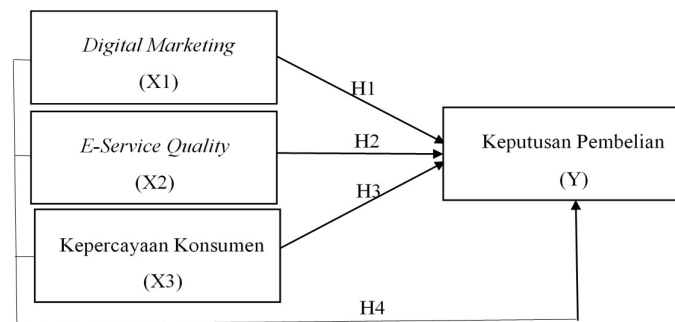 Digital Marketing
(X1)
H1
E-Service Quality
(X2)
H2
Keputusan Pembelian
(Y)
H3
Kepercayaan Konsumen
(X3)
H4